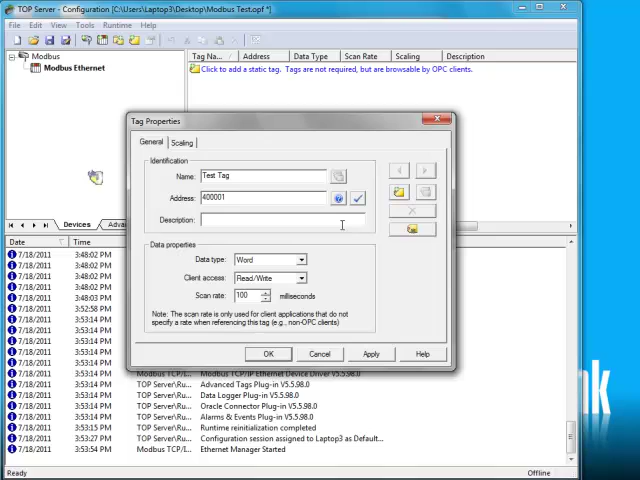 TOP Server - Configuration [C:\Users\Laptop3\Desktop\Modbus Test.opf *]
File Edit View Tools Runtime Help
Modbus
Modbus Ethernet
Tag Na... Address Data Type Scan Rate Scaling Description
Click to add a static tag. Tags are not required, but are browsable by OPC clients.
Tag Properties
General Scaling
Identification
Name: Test Tag
Address: 400001
Description:
Data properties
Data type: Word
Client access: Read/Write
Scan rate: 100 milliseconds
Note: The scan rate is only used for client applications that do not
specify a rate when referencing this tag (e.g., non-OPC clients)
OK Cancel Apply Help
Devices Adva
Date Time
7/18/2011 3:48:02 PM
7/18/2011 3:48:02 PM
7/18/2011 3:48:02 PM
7/18/2011 3:48:03 PM
7/18/2011 3:52:58 PM
7/18/2011 3:53:14 PM
7/18/2011 3:53:14 PM
7/18/2011 3:53:14 PM
7/18/2011 3:53:14 PM
7/18/2011 3:53:14 PM Modbus TCP/I... Modbus TCP/IP Ethernet Device Driver V5.5.98.0
7/18/2011 3:53:14 PM TOP Server\Ru... Advanced Tags Plug-in V5.5.98.0
7/18/2011 3:53:14 PM TOP Server\Ru... Data Logger Plug-in V5.5.98.0
7/18/2011 3:53:14 PM TOP Server\Ru... Oracle Connector Plug-in V5.5.98.0
7/18/2011 3:53:14 PM TOP Server\Ru... Alarms & Events Plug-in V5.5.98.0
7/18/2011 3:53:14 PM TOP Server\Ru... Runtime reinitialization completed
7/18/2011 3:53:27 PM TOP Server\Ru... Configuration session assigned to Laptop3 as Default...
7/18/2011 3:53:54 PM Modbus TCP/I... Ethernet Manager Started
Ready Offline
nk